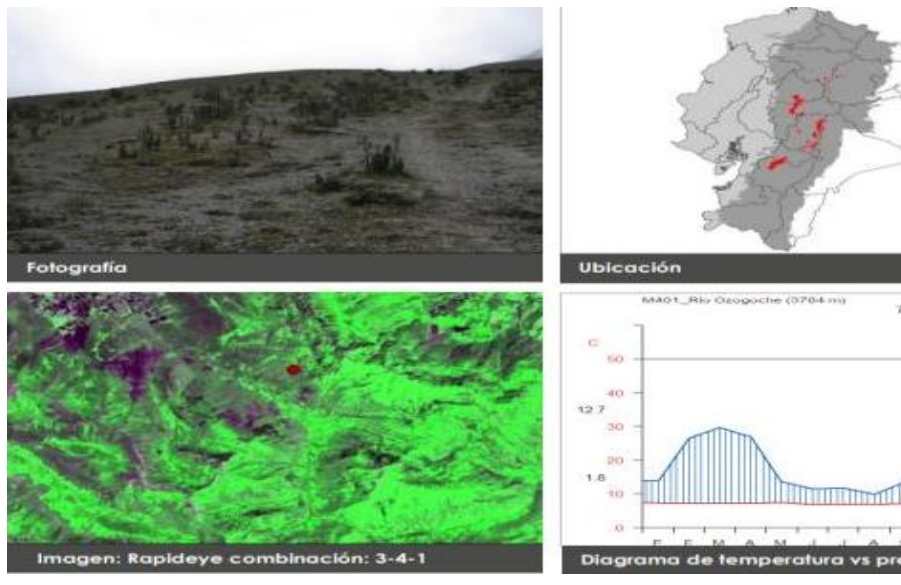 Fotografía
Ubicación
M401_Rio Ozogoche (3764 m)
C
50
40
12.7
30
20
1.8
10
0
E F M A M J J A
Imagen: Rapideye combinación: 3-4-1
Diagrama de temperatura vs pre